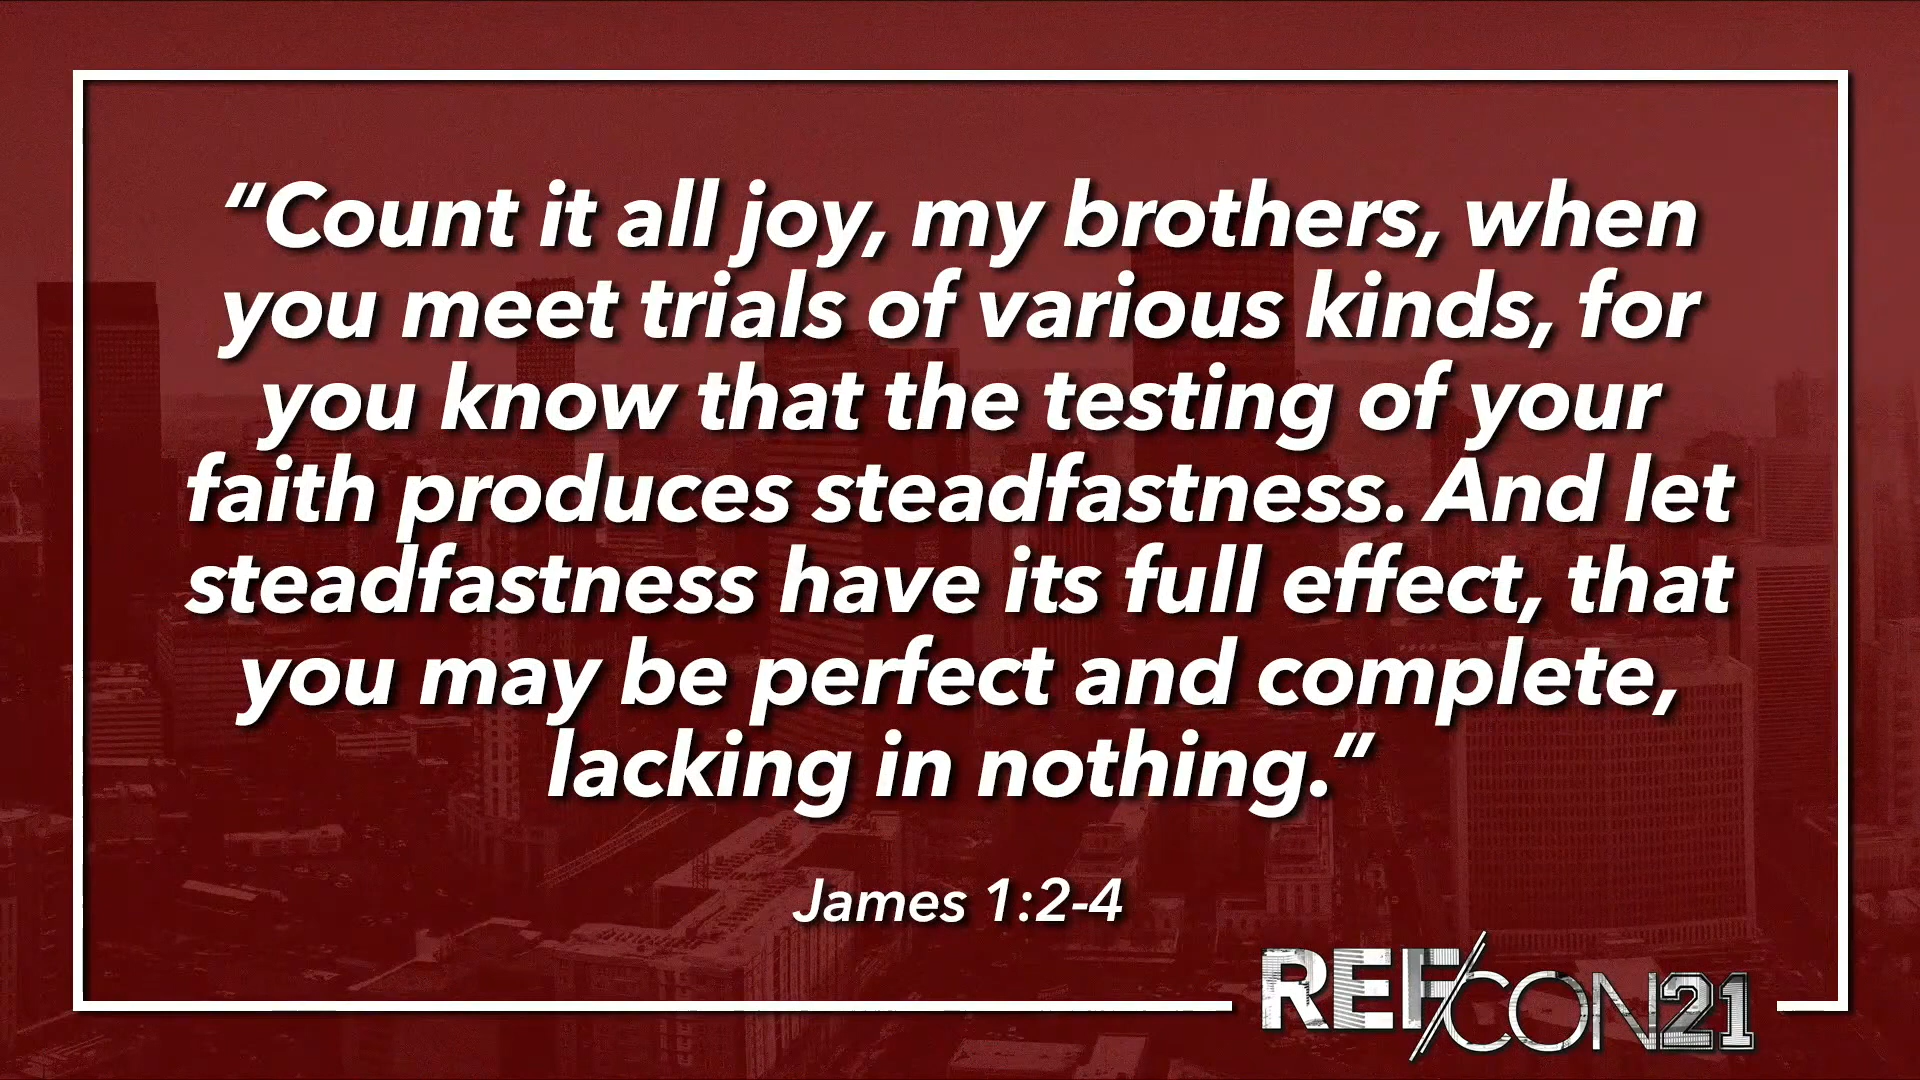 “Count it all joy, my brothers, when
you meet trials of various kinds, for
you know that the testing of your
faith produces steadfastness. And let
steadfastness have its full effect, that
you may be perfect and complete,
lacking in nothing.”
James 1:2-4
REF/CON21